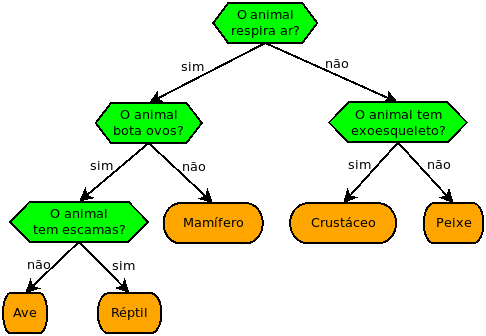 O animal
respira ar?
sim
não
O animal
bota ovos?
O animal tem
exoesqueleto?
sim
não
sim
não
O animal
tem escamas?
Mamífero
Crustáceo
Peixe
não
sim
Ave
Réptil